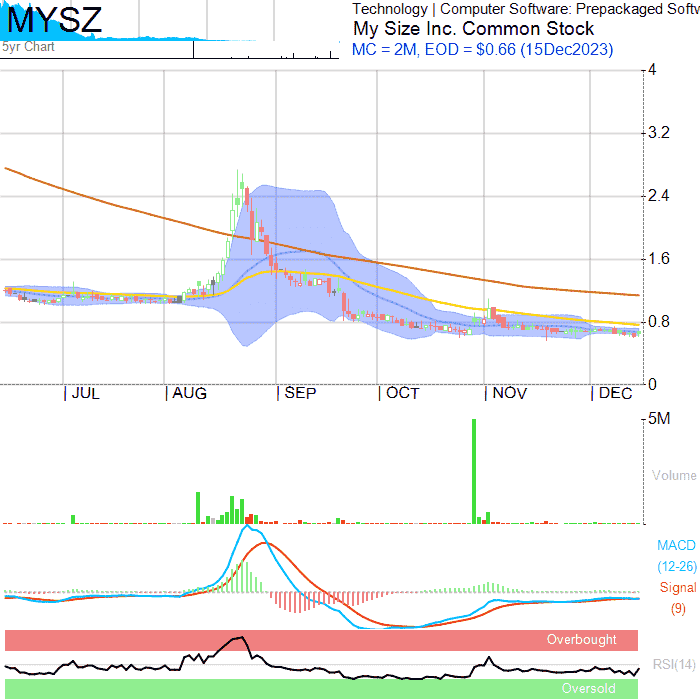 MYSZ
Technology | Computer Software: Prepackaged Softw
My Size Inc. Common Stock
5yr Chart
MC = 2M, EOD = $0.66 (15Dec2023)
4
3.2
2.4
1.6
0.8
0
JUL AUG SEP OCT NOV DEC
5M
Volume
MACD
(12-26)
Signal
(9)
Overbought
RSI(14)
Oversold